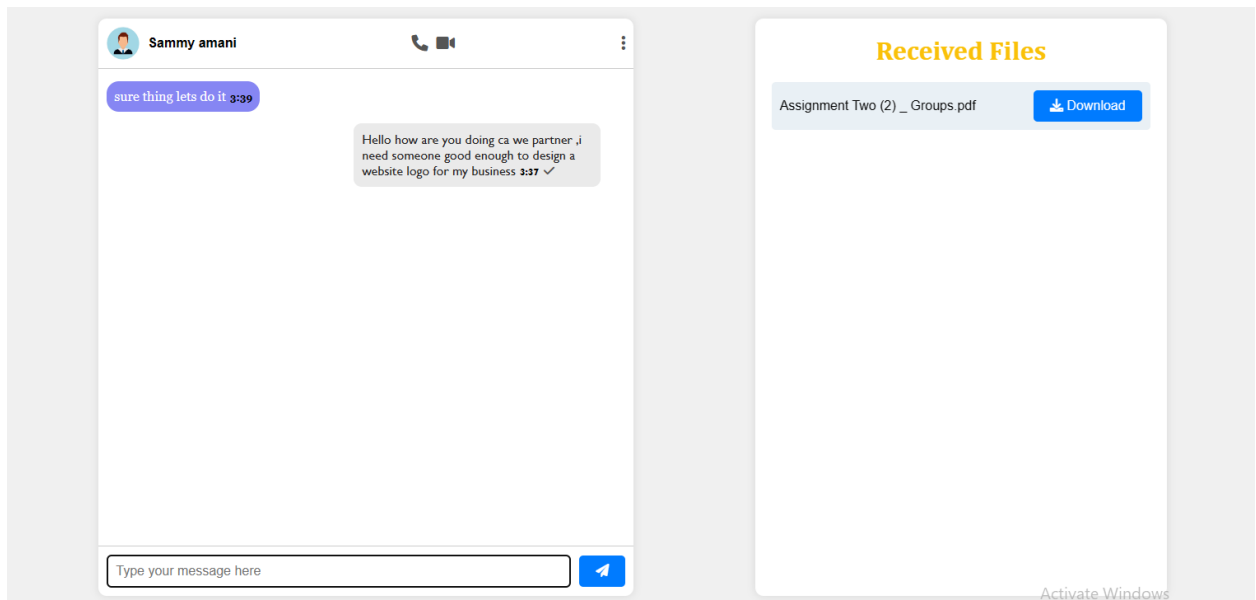 Sammy amani
sure thing lets do it 3:39
Hello how are you doing ca we partner ,i
need someone good enough to design a
website logo for my business 3:37
Type your message here
Received Files
Assignment Two (2) _ Groups.pdf
Download
Activate Windows